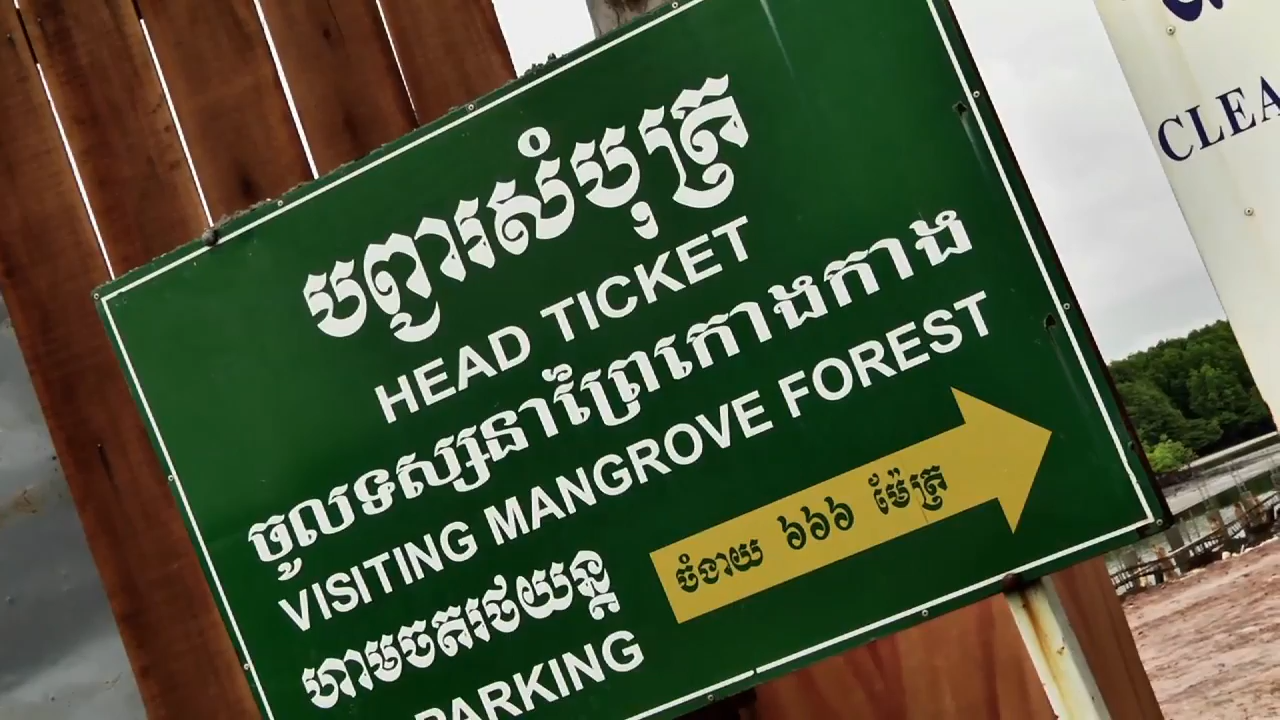 បញ្ជរសំបុត្រ
HEAD TICKET
ចូលទស្សនាព្រៃកោងកាង
VISITING MANGROVE FOREST
ចំងាយ ៦៦៦ ម៉ែត្រ
ហាមចតរថយន្ត
PARKING